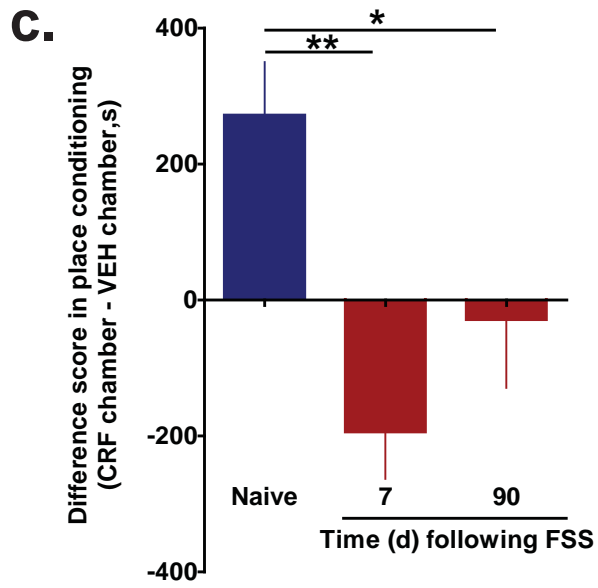 c.
*
**
Difference score in place conditioning
(CRF chamber - VEH chamber,s)
400
200
0
-200
-400
Naive
7
90
Time (d) following FSS